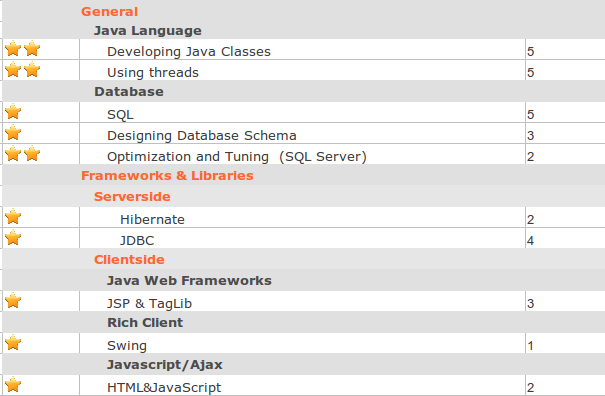 General
Java Language
Developing Java Classes 5
Using threads 5
Database
SQL 5
Designing Database Schema 3
Optimization and Tuning (SQL Server) 2
Frameworks & Libraries
Serverside
Hibernate 2
JDBC 4
Clientside
Java Web Frameworks
JSP & TagLib 3
Rich Client
Swing 1
Javascript/Ajax
HTML&JavaScript 2